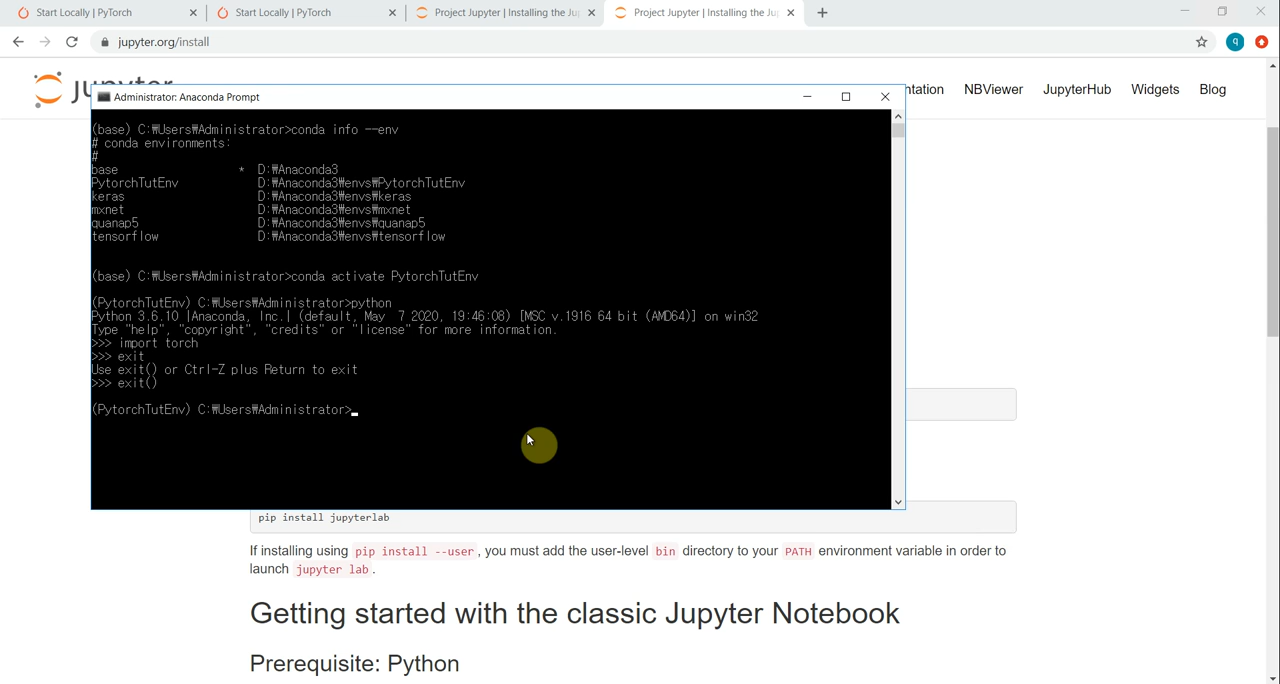 Start Locally | PyTorch
Start Locally | PyTorch
Project Jupyter | Installing the Ju
Project Jupyter | Installing the Ju
jupyter.org/install
q
NBViewer
JupyterHub
Widgets
Blog
Administrator: Anaconda Prompt
(base) C:₩Users₩Administrator>conda info --env
# conda environments:
#
base * D:₩Anaconda3
PytorchTutEnv D:₩Anaconda3₩envs₩PytorchTutEnv
keras D:₩Anaconda3₩envs₩keras
mxnet D:₩Anaconda3₩envs₩mxnet
quanap5 D:₩Anaconda3₩envs₩quanap5
tensorflow D:₩Anaconda3₩envs₩tensorflow
(base) C:₩Users₩Administrator>conda activate PytorchTutEnv
(PytorchTutEnv) C:₩Users₩Administrator>python
Python 3.6.10 |Anaconda, Inc.| (default, May 7 2020, 19:46:08) [MSC v.1916 64 bit (AMD64)] on win32
Type "help", "copyright", "credits" or "license" for more information.
>>> import torch
>>> exit
Use exit() or Ctrl-Z plus Return to exit
>>> exit()
(PytorchTutEnv) C:₩Users₩Administrator>_
pip install jupyterlab
If installing using pip install --user, you must add the user-level bin directory to your PATH environment variable in order to
launch jupyter lab.
Getting started with the classic Jupyter Notebook
Prerequisite: Python